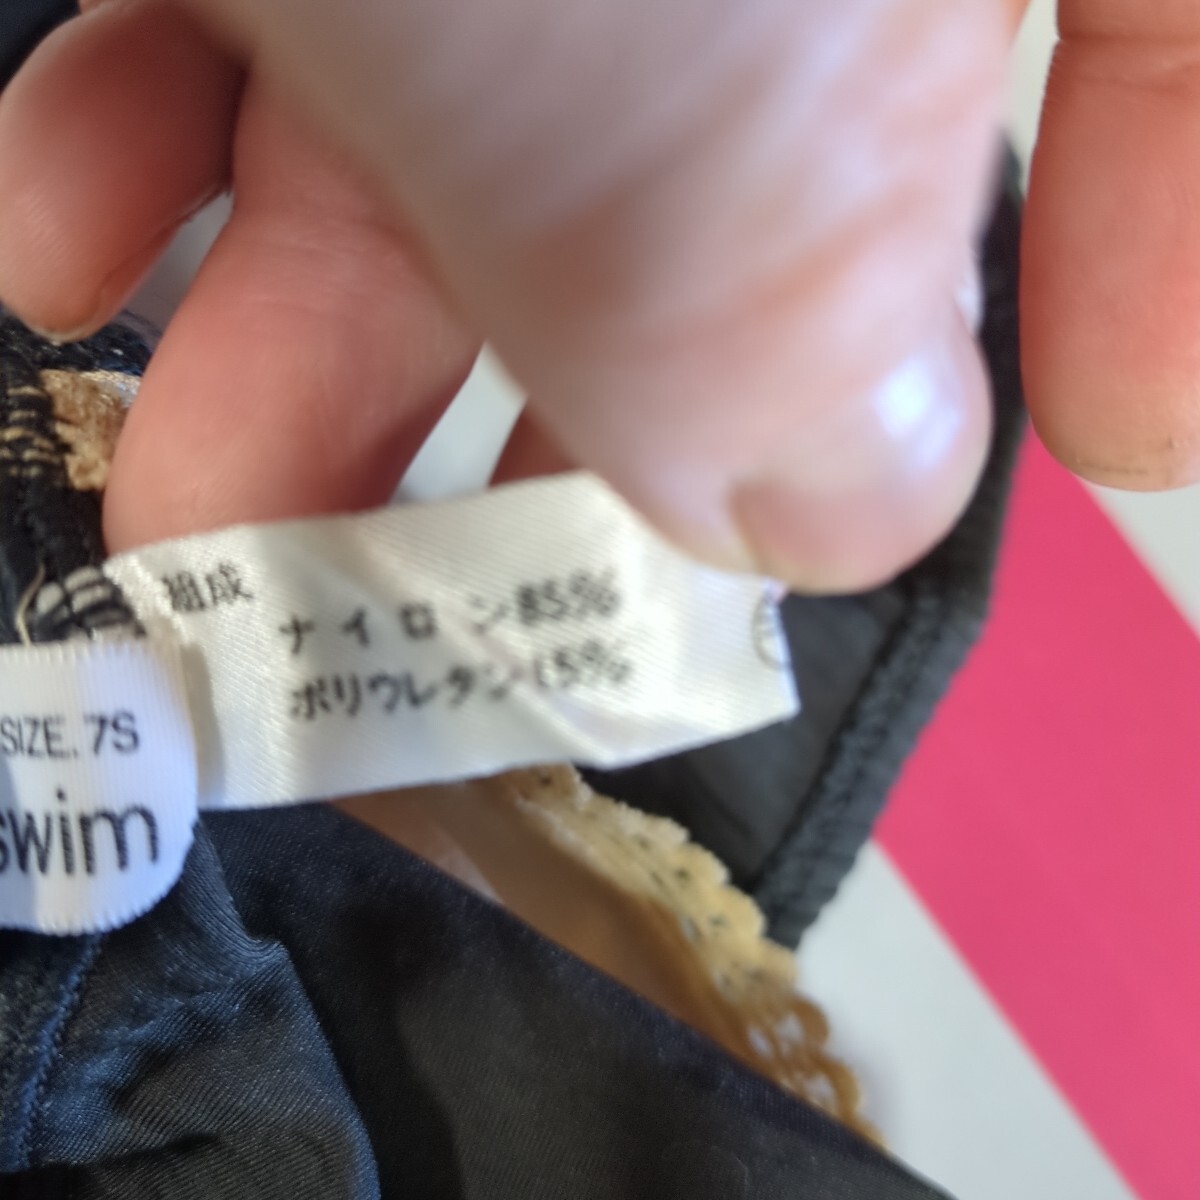 組成
ナイロン85%
ポリウレタン15%
SIZE. 7S
swim